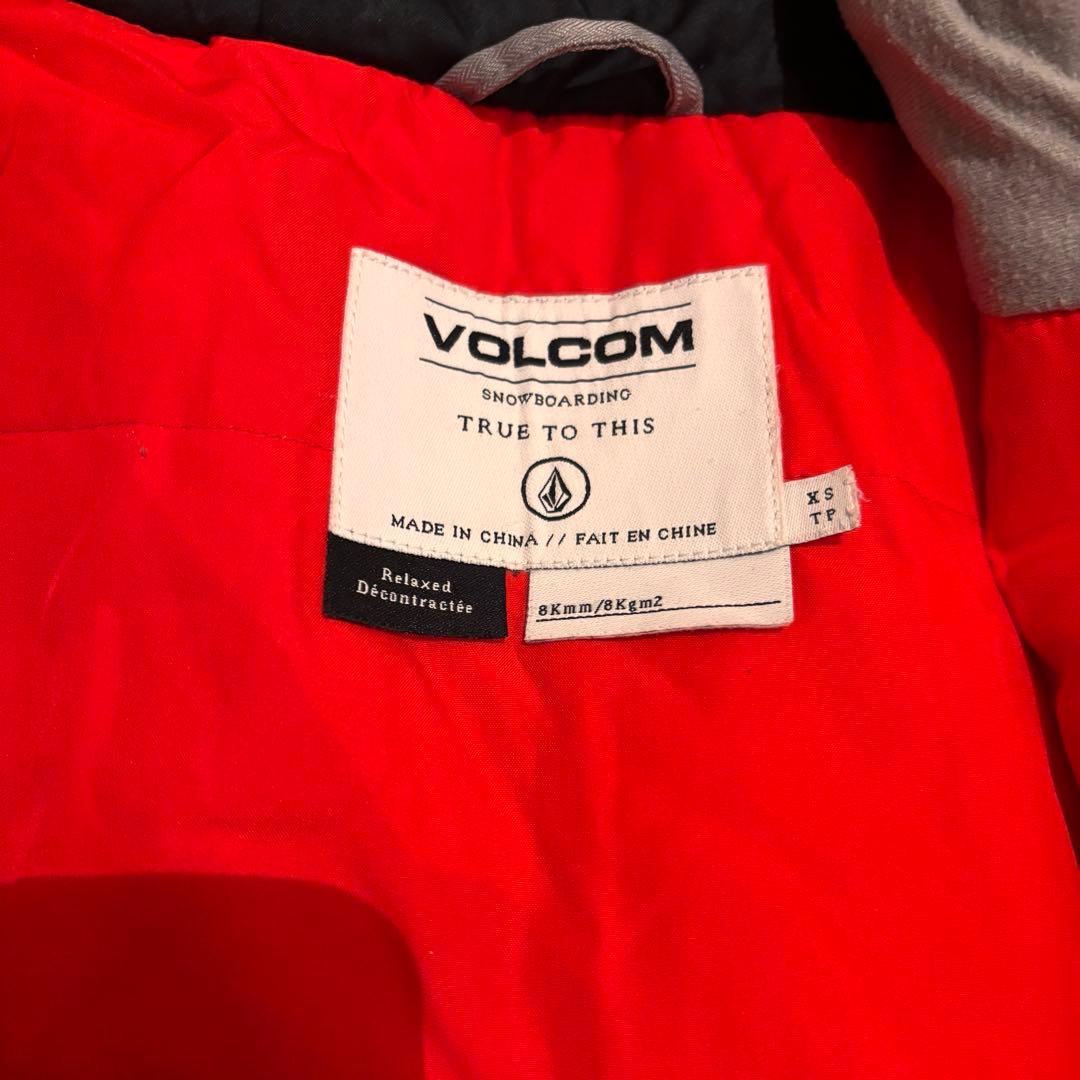 VOLCOM
SNOWBOARDING
TRUE TO THIS
MADE IN CHINA // FAIT EN CHINE
XS
TP
Relaxed
Décontractée
8Kmm/8Kgm2